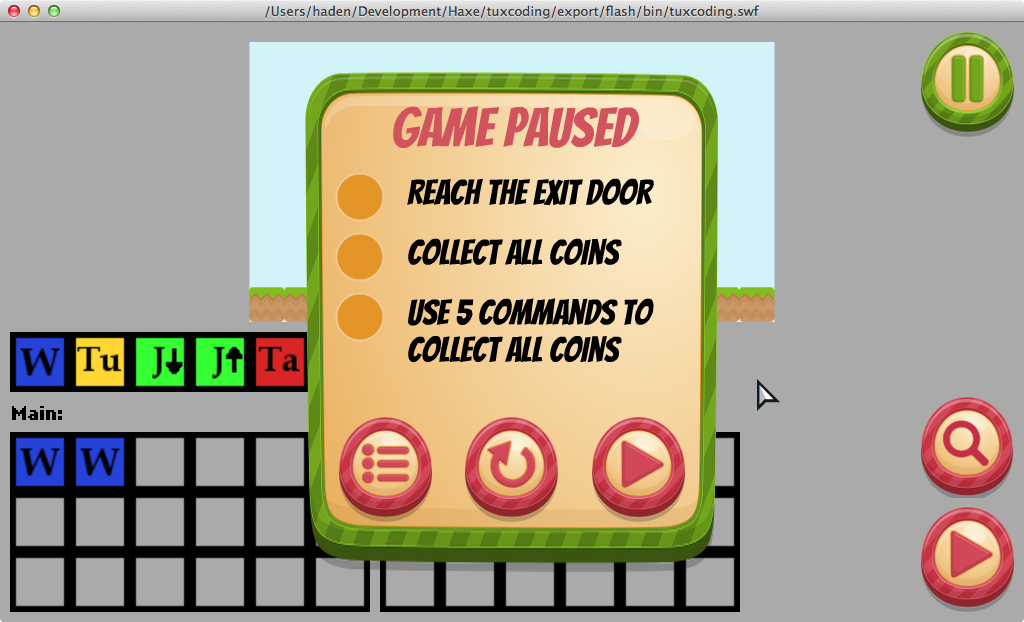 /Users/haden/Development/Haxe/tuxcoding/export/flash/bin/tuxcoding.swf
GAME PAUSED
REACH THE EXIT DOOR
COLLECT ALL COINS
USE 5 COMMANDS TO
COLLECT ALL COINS
W Tu J J Ta
Main:
W W